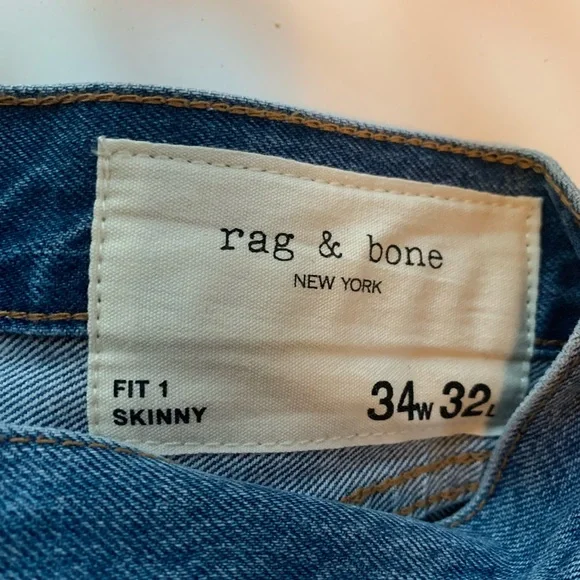 rag & bone
NEW YORK
FIT 1
SKINNY
34W 32L